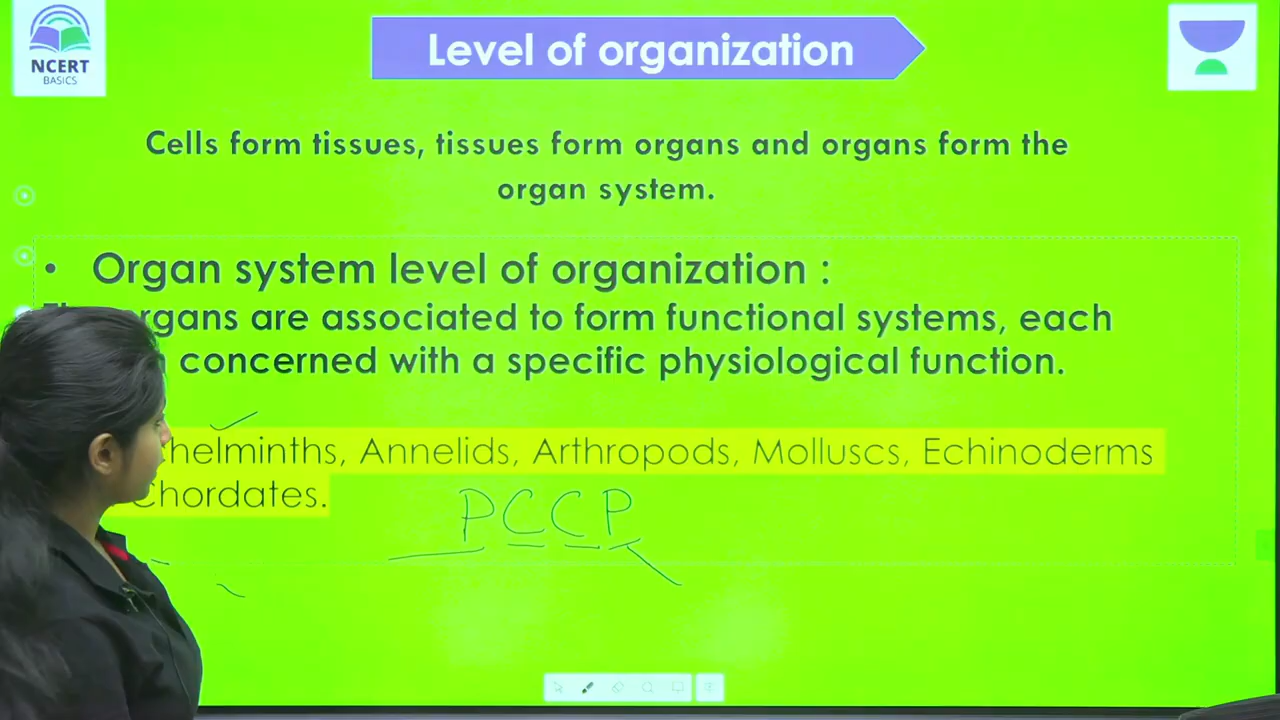 NCERT
BASICS
Level of organization
Cells form tissues, tissues form organs and organs form the
organ system.
• Organ system level of organization :
organs are associated to form functional systems, each
concerned with a specific physiological function.
helminths, Annelids, Arthropods, Molluscs, Echinoderms
Chordates.
PCCP